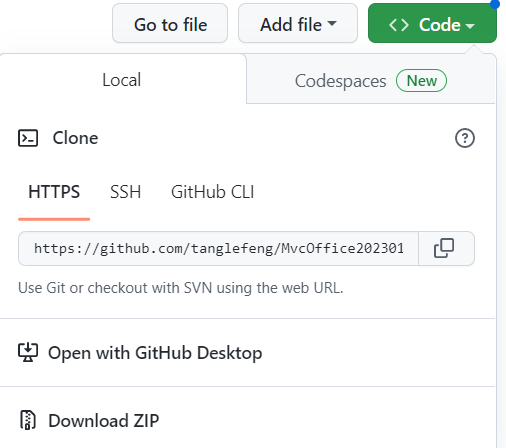 Go to file Add file Code
Local Codespaces New
Clone
HTTPS SSH GitHub CLI
https://github.com/tanglefeng/MvcOffice202301
Use Git or checkout with SVN using the web URL.
Open with GitHub Desktop
Download ZIP